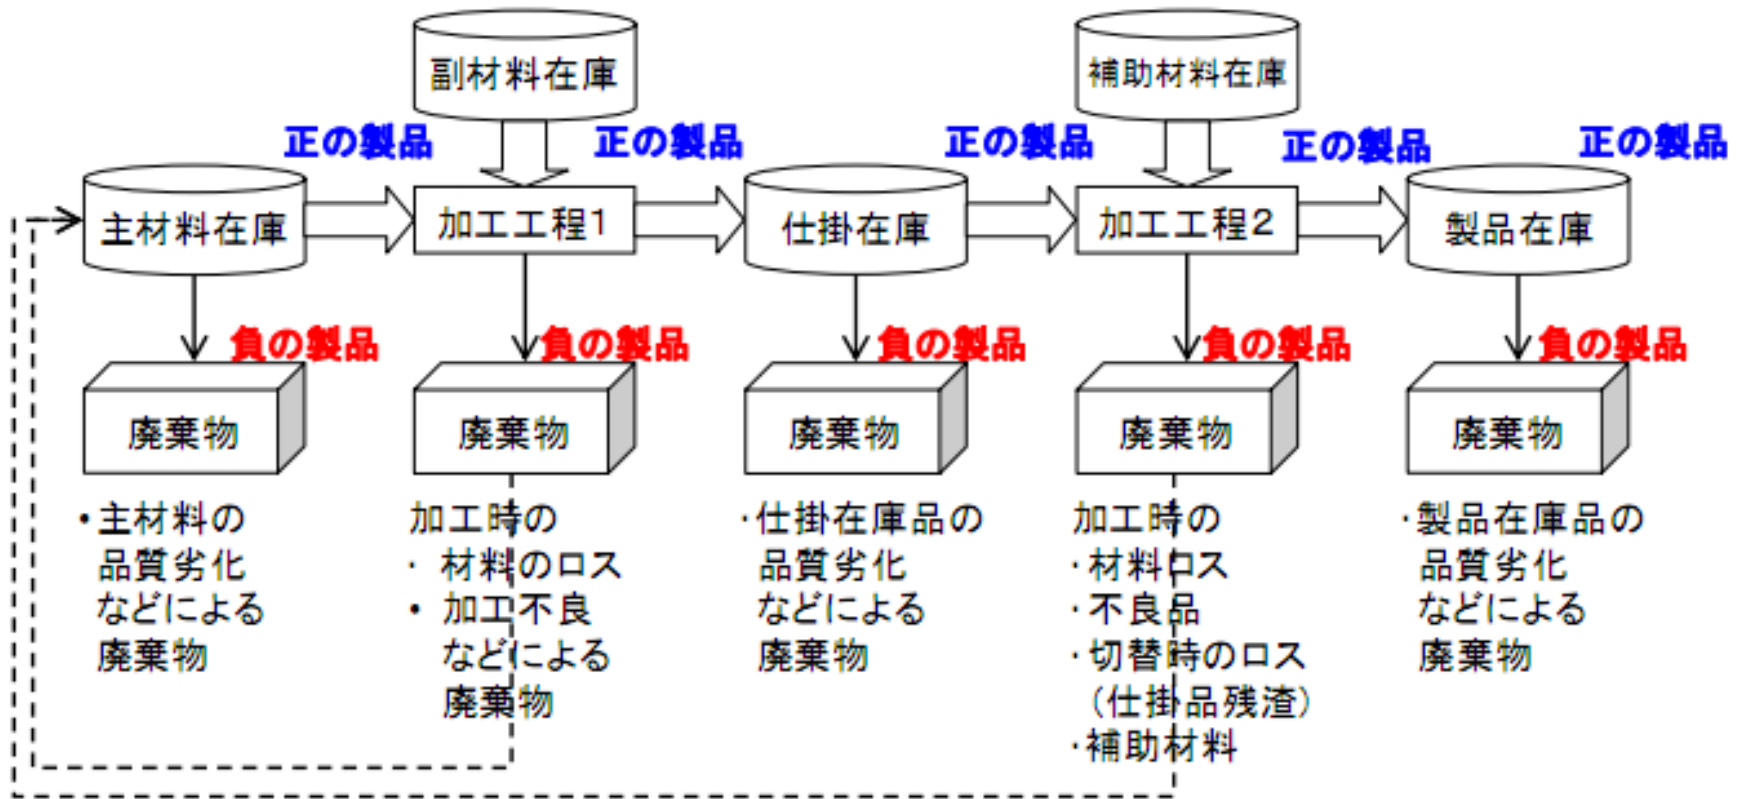 副材料在庫
補助材料在庫
正の製品
正の製品
正の製品
正の製品
正の製品
主材料在庫
加工工程1
仕掛在庫
加工工程2
製品在庫
負の製品
負の製品
負の製品
負の製品
負の製品
廃棄物
廃棄物
廃棄物
廃棄物
廃棄物
・主材料の
品質劣化
などによる
廃棄物
加工時の
・ 材料のロス
・ 加工不良
などによる
廃棄物
・仕掛在庫品の
品質劣化
などによる
廃棄物
加工時の
・材料ロス
・不良品
・切替時のロス
（仕掛品残渣）
・補助材料
・製品在庫品の
品質劣化
などによる
廃棄物